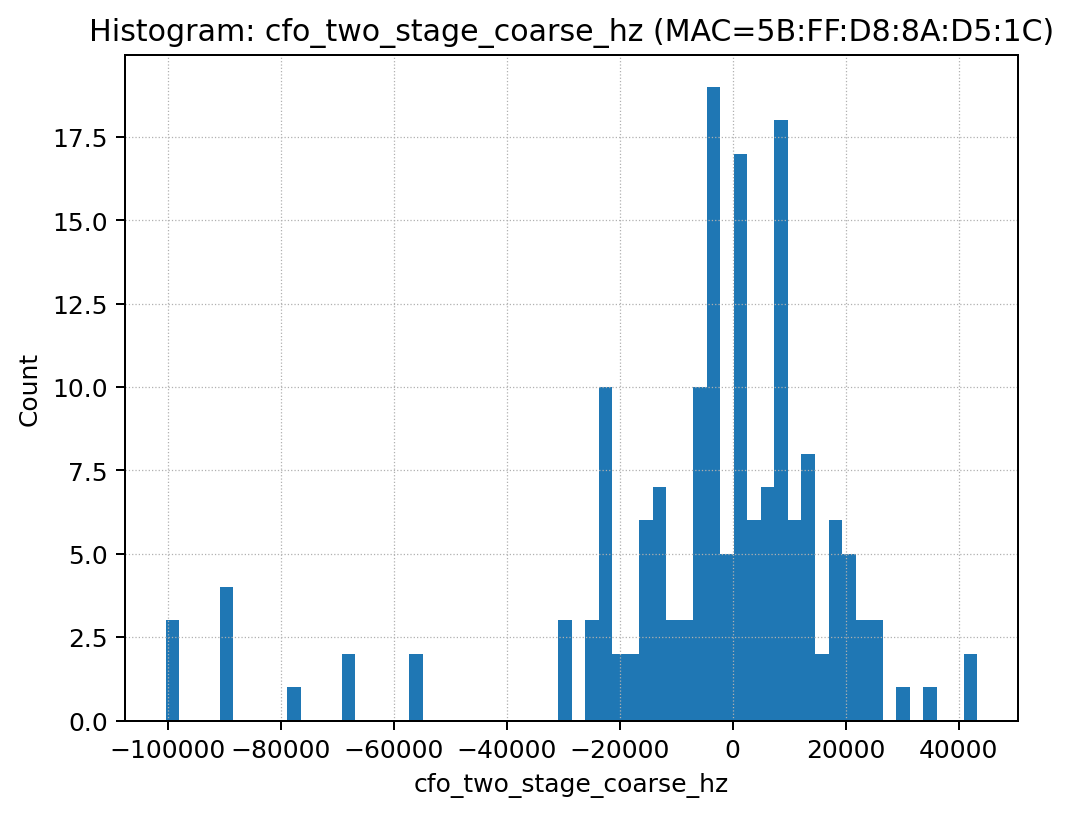 Histogram: cfo_two_stage_coarse_hz (MAC=5B:FF:D8:8A:D5:1C)
Count
17.5
15.0
12.5
10.0
7.5
5.0
2.5
0.0
−100000 −80000 −60000 −40000 −20000 0 20000 40000
cfo_two_stage_coarse_hz